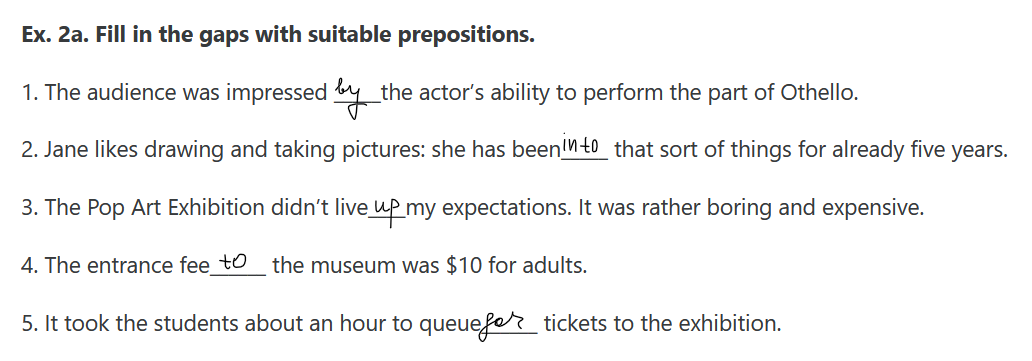 Ex. 2a. Fill in the gaps with suitable prepositions.
1. The audience was impressed by the actor's ability to perform the part of Othello.
2. Jane likes drawing and taking pictures: she has been into that sort of things for already five years.
3. The Pop Art Exhibition didn't live up my expectations. It was rather boring and expensive.
4. The entrance fee to the museum was $10 for adults.
5. It took the students about an hour to queue for tickets to the exhibition.